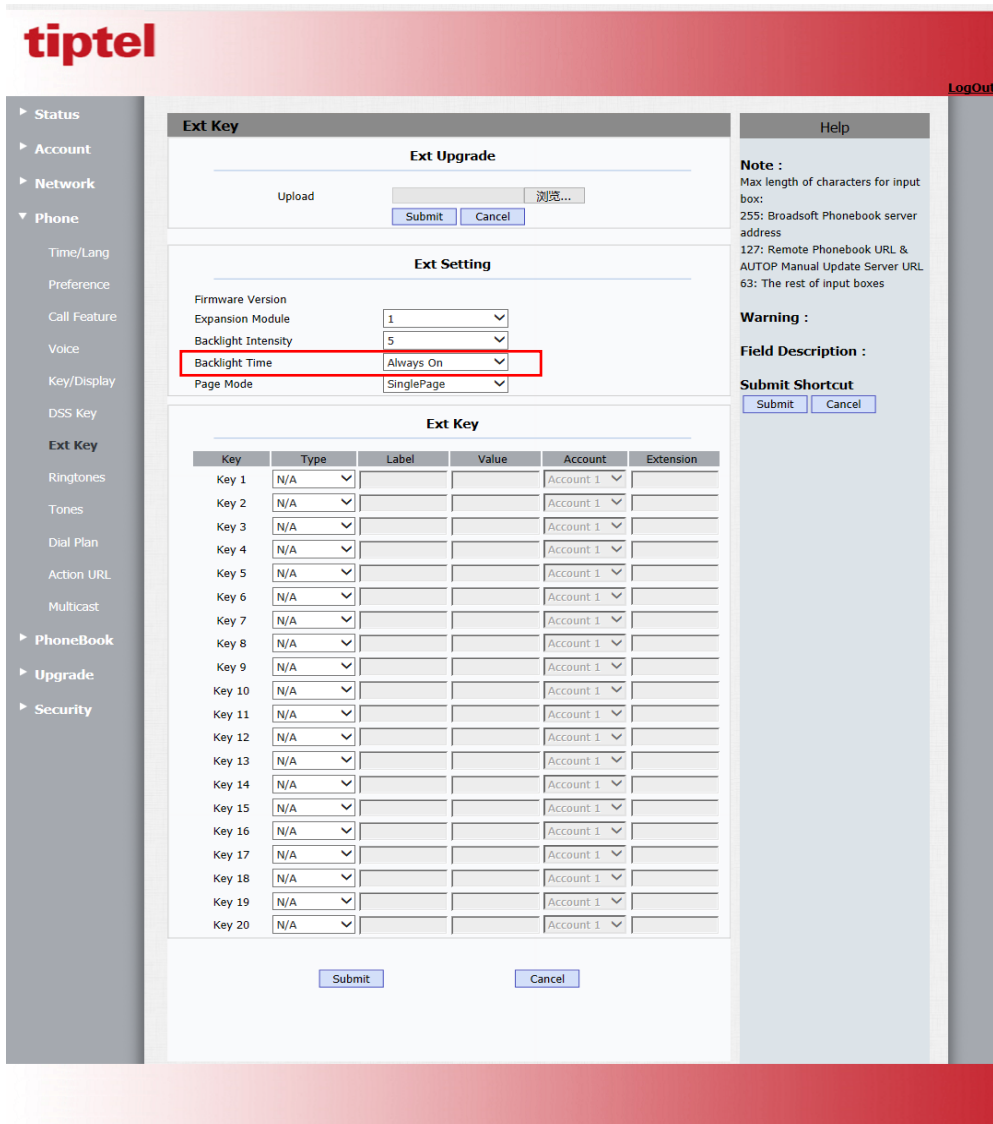 tiptel
LogOut
Status
Account
Network
Phone
Time/Lang
Preference
Call Feature
Voice
Key/Display
DSS Key
Ext Key
Ringtones
Tones
Dial Plan
Action URL
Multicast
PhoneBook
Upgrade
Security
Ext Key
Ext Upgrade
Upload 浏览...
Submit Cancel
Ext Setting
Firmware Version
Expansion Module 1
Backlight Intensity 5
Backlight Time Always On
Page Mode SinglePage
Ext Key
Key Type Label Value Account Extension
Key 1 N/A Account 1
Key 2 N/A Account 1
Key 3 N/A Account 1
Key 4 N/A Account 1
Key 5 N/A Account 1
Key 6 N/A Account 1
Key 7 N/A Account 1
Key 8 N/A Account 1
Key 9 N/A Account 1
Key 10 N/A Account 1
Key 11 N/A Account 1
Key 12 N/A Account 1
Key 13 N/A Account 1
Key 14 N/A Account 1
Key 15 N/A Account 1
Key 16 N/A Account 1
Key 17 N/A Account 1
Key 18 N/A Account 1
Key 19 N/A Account 1
Key 20 N/A Account 1
Submit Cancel
Help
Note :
Max length of characters for input
box:
255: Broadsoft Phonebook server
address
127: Remote Phonebook URL &
AUTOP Manual Update Server URL
63: The rest of input boxes
Warning :
Field Description :
Submit Shortcut
Submit Cancel